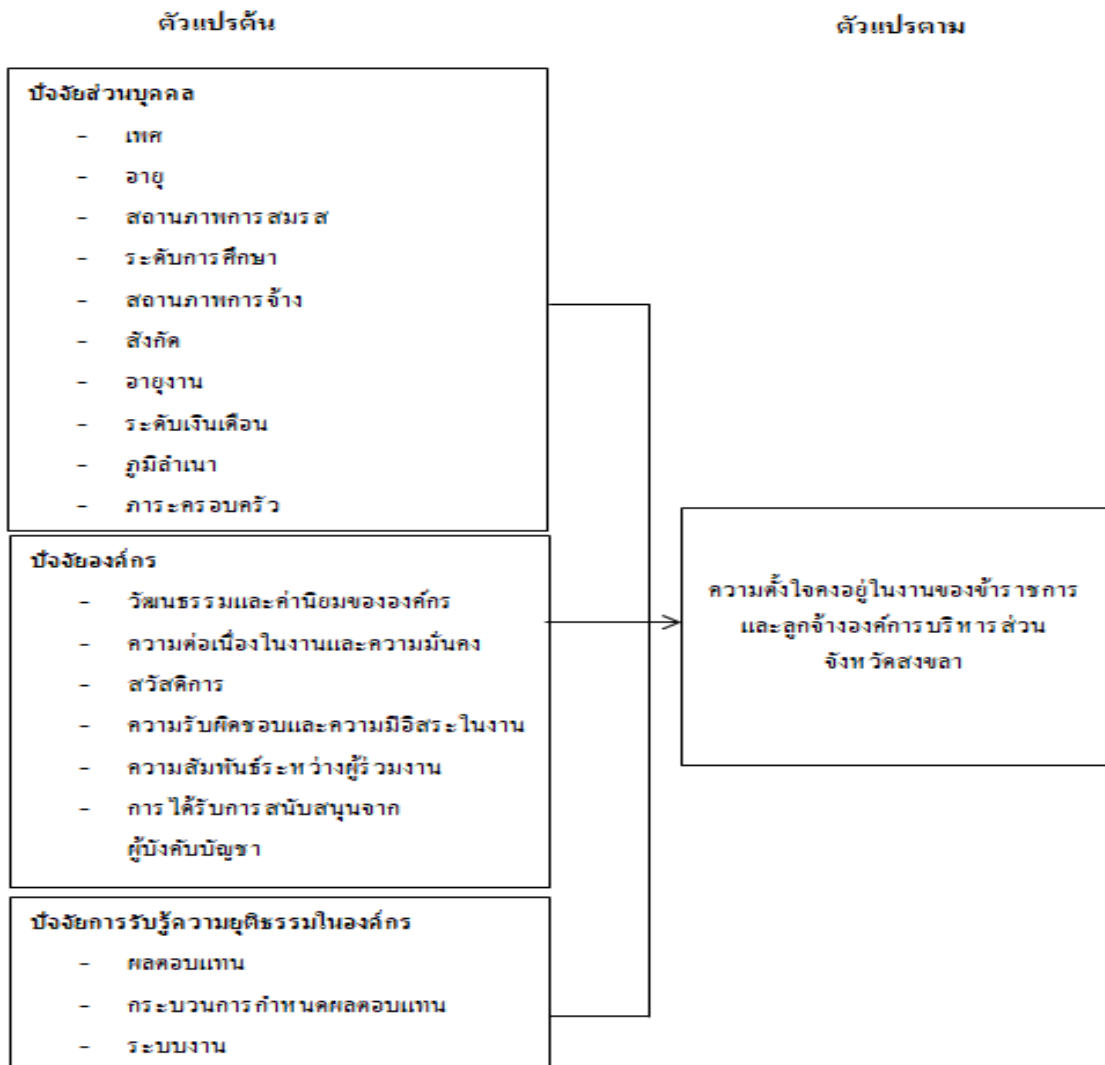 ตัวแปรต้น
ตัวแปรตาม
ปัจจัยส่วนบุคคล
- เพศ
- อายุ
- สถานภาพการสมรส
- ระดับการศึกษา
- สถานภาพการจ้าง
- สังกัด
- อายุงาน
- ระดับเงินเดือน
- ภูมิลำเนา
- ภาระครอบครัว
ปัจจัยองค์กร
- วัฒนธรรมและค่านิยมขององค์กร
- ความต่อเนื่องในงานและความมั่นคง
- สวัสดิการ
- ความรับผิดชอบและความมีอิสระในงาน
- ความสัมพันธ์ระหว่างผู้ร่วมงาน
- การได้รับการสนับสนุนจาก
ผู้บังคับบัญชา
ปัจจัยการรับรู้ความยุติธรรมในองค์กร
- ผลตอบแทน
- กระบวนการกำหนดผลตอบแทน
- ระบบงาน
ความตั้งใจคงอยู่ในงานของข้าราชการ
และลูกจ้างองค์การบริหารส่วน
จังหวัดสงขลา